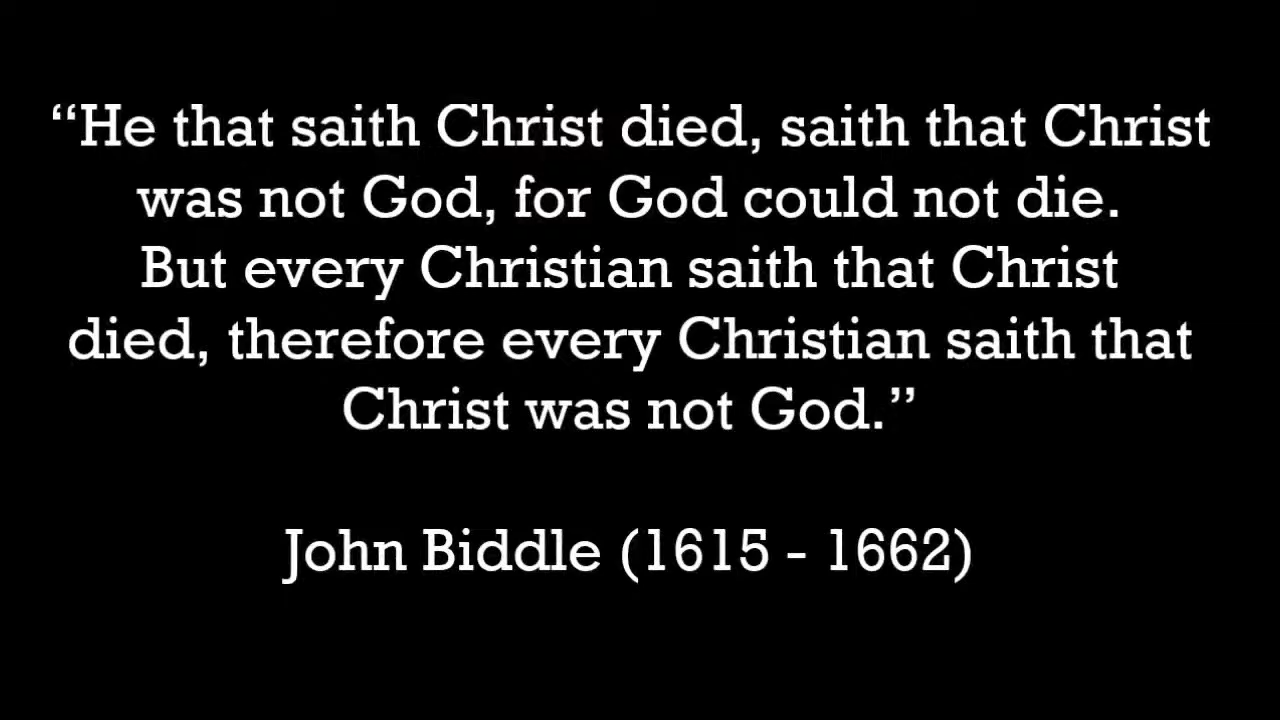 “He that saith Christ died, saith that Christ
was not God, for God could not die.
But every Christian saith that Christ
died, therefore every Christian saith that
Christ was not God.”
John Biddle (1615 - 1662)